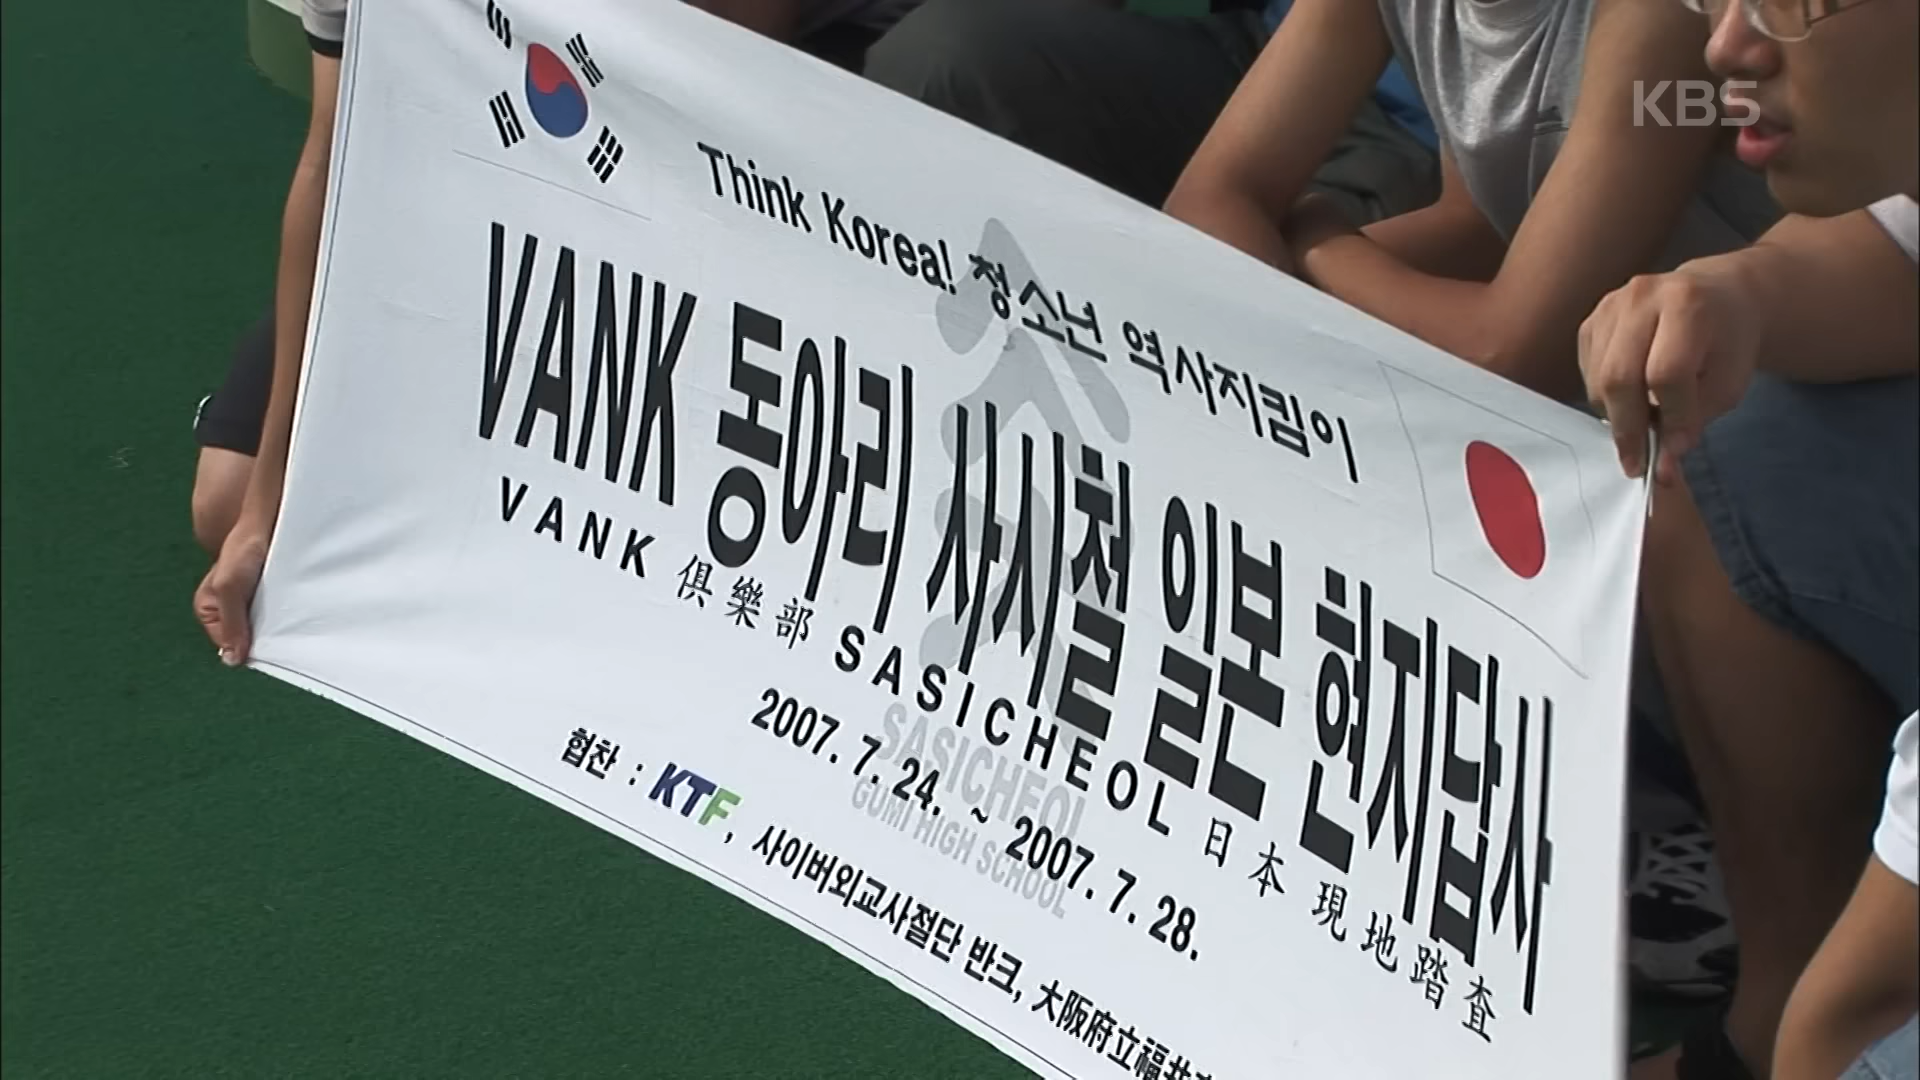 KBS
Think Korea! 청소년 역사지킴이
VANK 동아리 사시철 일본 현지답사
VANK 俱樂部 SASICHEOL 日本 現地踏査
2007. 7. 24. ~ 2007. 7. 28.
SASICHEOL
GUMI HIGH SCHOOL
협찬 : KTF, 사이버외교사절단 반크, 大阪府立福井